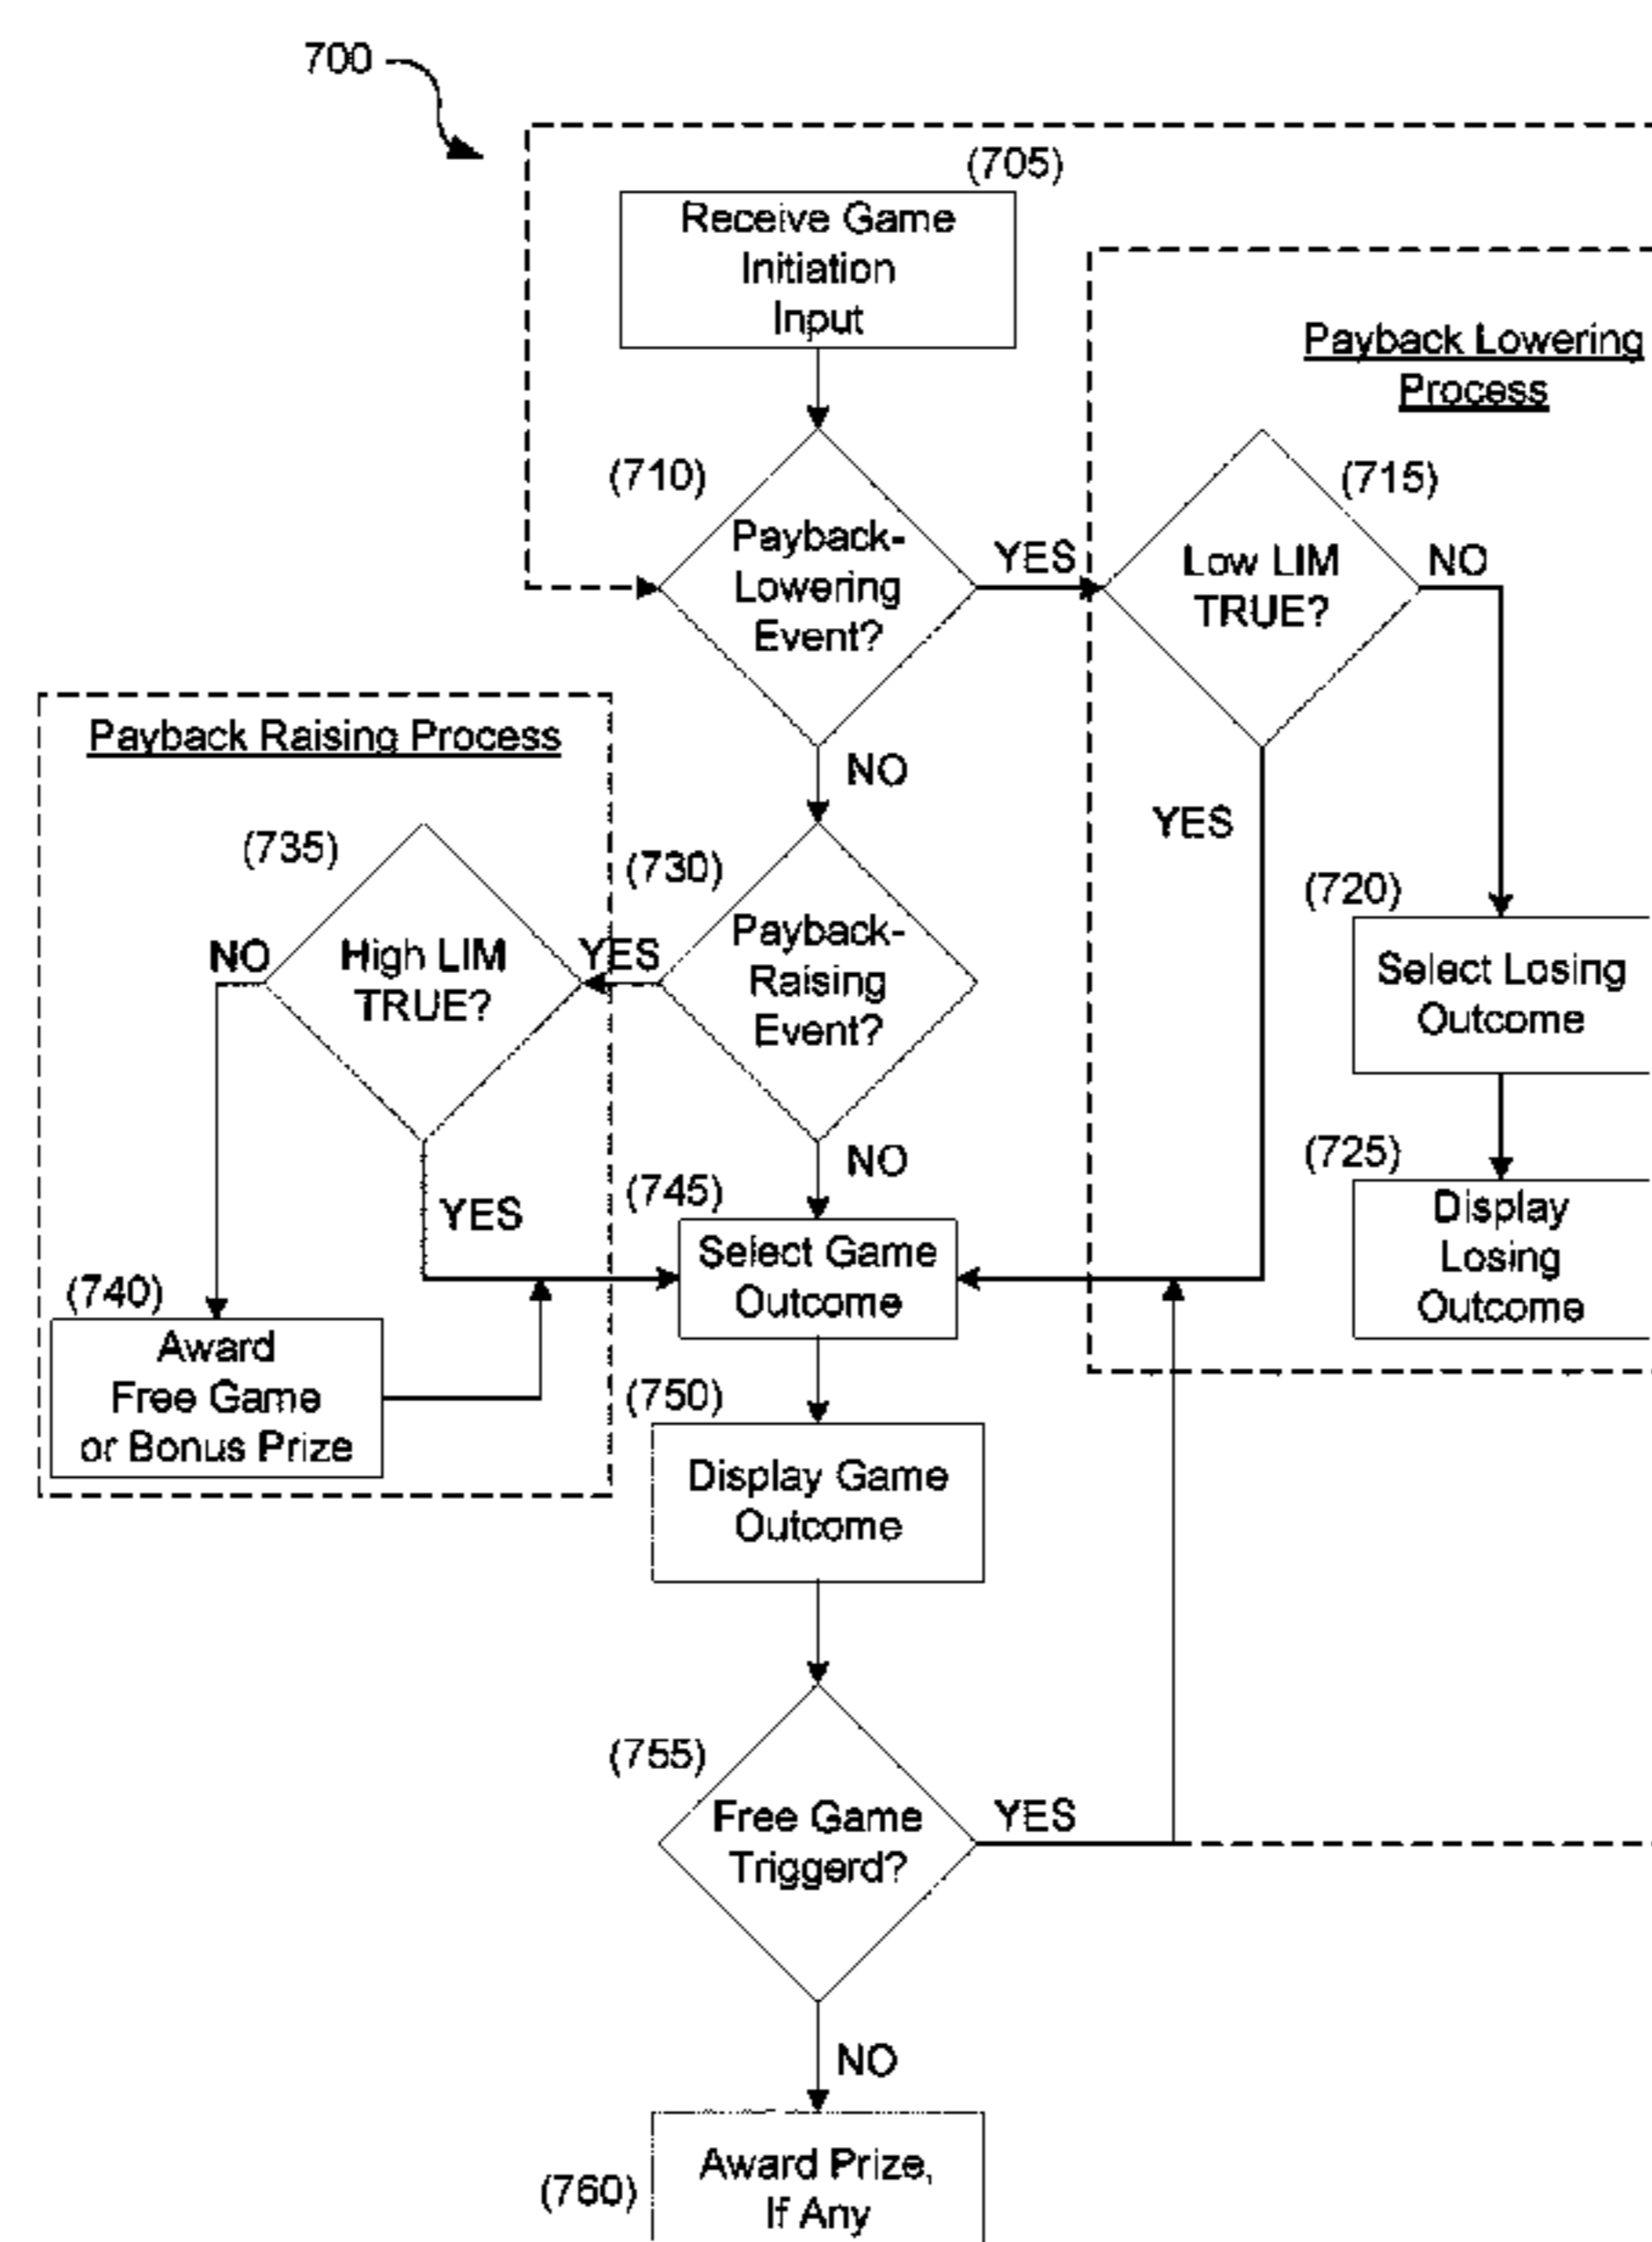 700
(705)
Receive Game
Initiation
Input
(710)
Payback-
Lowering
Event?
YES
NO
Payback Lowering
Process
(715)
Low LIM
TRUE?
NO
YES
(720)
Select Losing
Outcome
(725)
Display
Losing
Outcome
Payback Raising Process
(730)
Payback-
Raising
Event?
YES
NO
(735)
High LIM
TRUE?
NO
YES
(740)
Award
Free Game
or Bonus Prize
(745)
Select Game
Outcome
(750)
Display Game
Outcome
(755)
Free Game
Triggerd?
YES
NO
(760)
Award Prize,
If Any